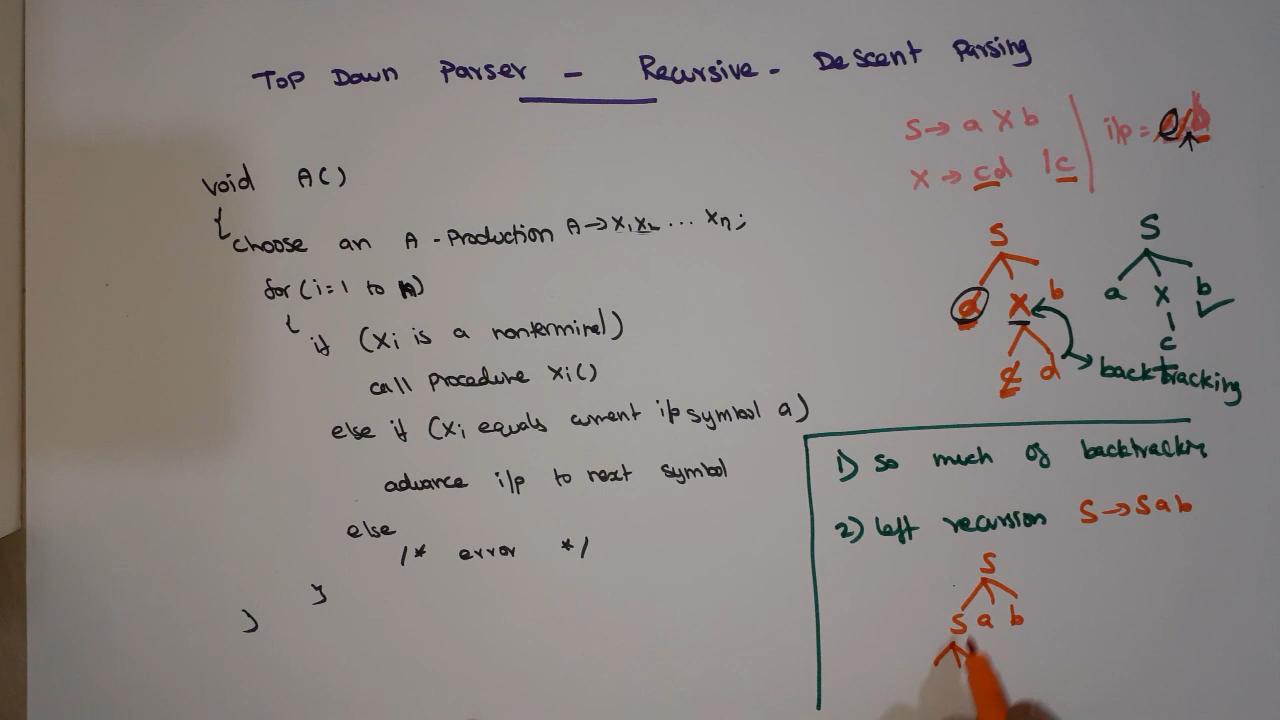 Top Down Parser - Recursive - Descent Parsing
S → a X b
X → cd | c
i/p =
void A()
{
choose an A - Production A → X1 X2 ... Xn;
for (i = 1 to n)
{
if (Xi is a nonterminal)
call Procedure Xi()
else if (Xi equals current i/p symbol a)
advance i/p to next symbol
else
/* error */
}
}
S
a X b
c d
S
a X b
c
backtracking
1) so much of backtracking
2) left recursion S → S a b
S
S a b